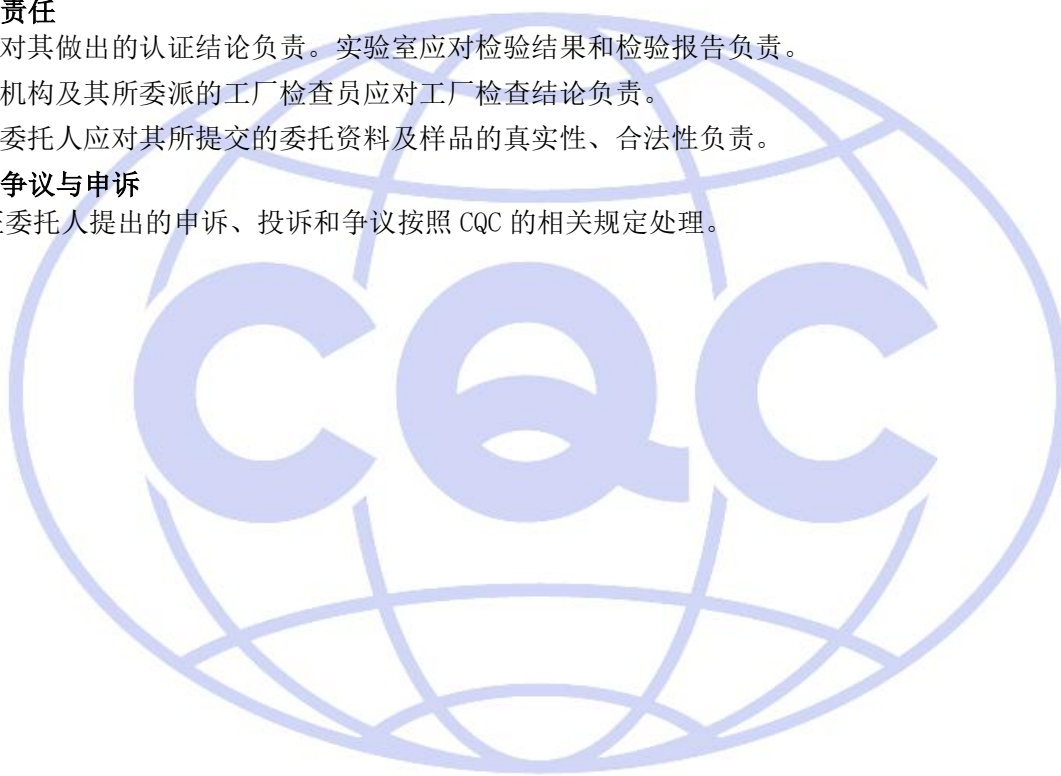 责任
对其做出的认证结论负责。实验室应对检验结果和检验报告负责。
机构及其所委派的工厂检查员应对工厂检查结论负责。
委托人应对其所提交的委托资料及样品的真实性、合法性负责。
争议与申诉
委托人提出的申诉、投诉和争议按照 CQC 的相关规定处理。
CQC